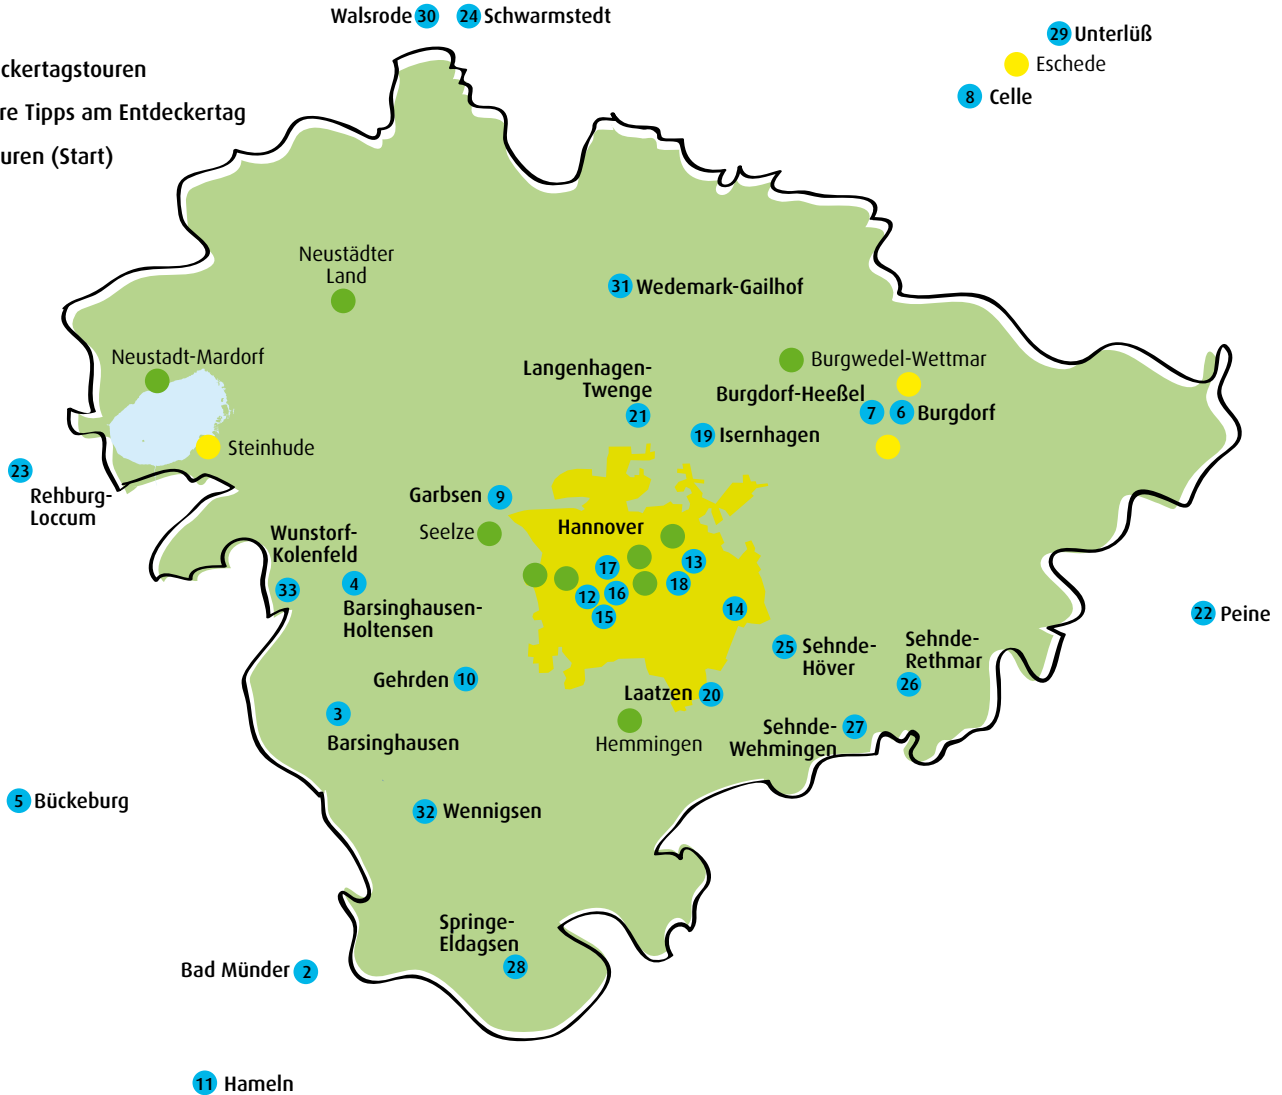 Walsrode 30
24 Schwarmstedt
29 Unterlüß
Eschede
8 Celle
ckertagstouren
re Tipps am Entdeckertag
uren (Start)
Neustädter
Land
31 Wedemark-Gailhof
Neustadt-Mardorf
Burgwedel-Wettmar
Langenhagen-
Twenge
21
Burgdorf-Heeßel
7
6 Burgdorf
19 Isernhagen
Steinhude
23
Rehburg-
Loccum
Garbsen 9
Seelze
Hannover
Wunstorf-
Kolenfeld
33
4
Barsinghausen-
Holtensen
17
13
18
12
16
15
14
22 Peine
25 Sehnde-
Höver
Sehnde-
Rethmar
26
Gehrden 10
Laatzen 20
3
Barsinghausen
Hemmingen
Sehnde-
Wehmingen
27
5 Bückeburg
32 Wennigsen
Springe-
Eldagsen
28
Bad Münder 2
11 Hameln